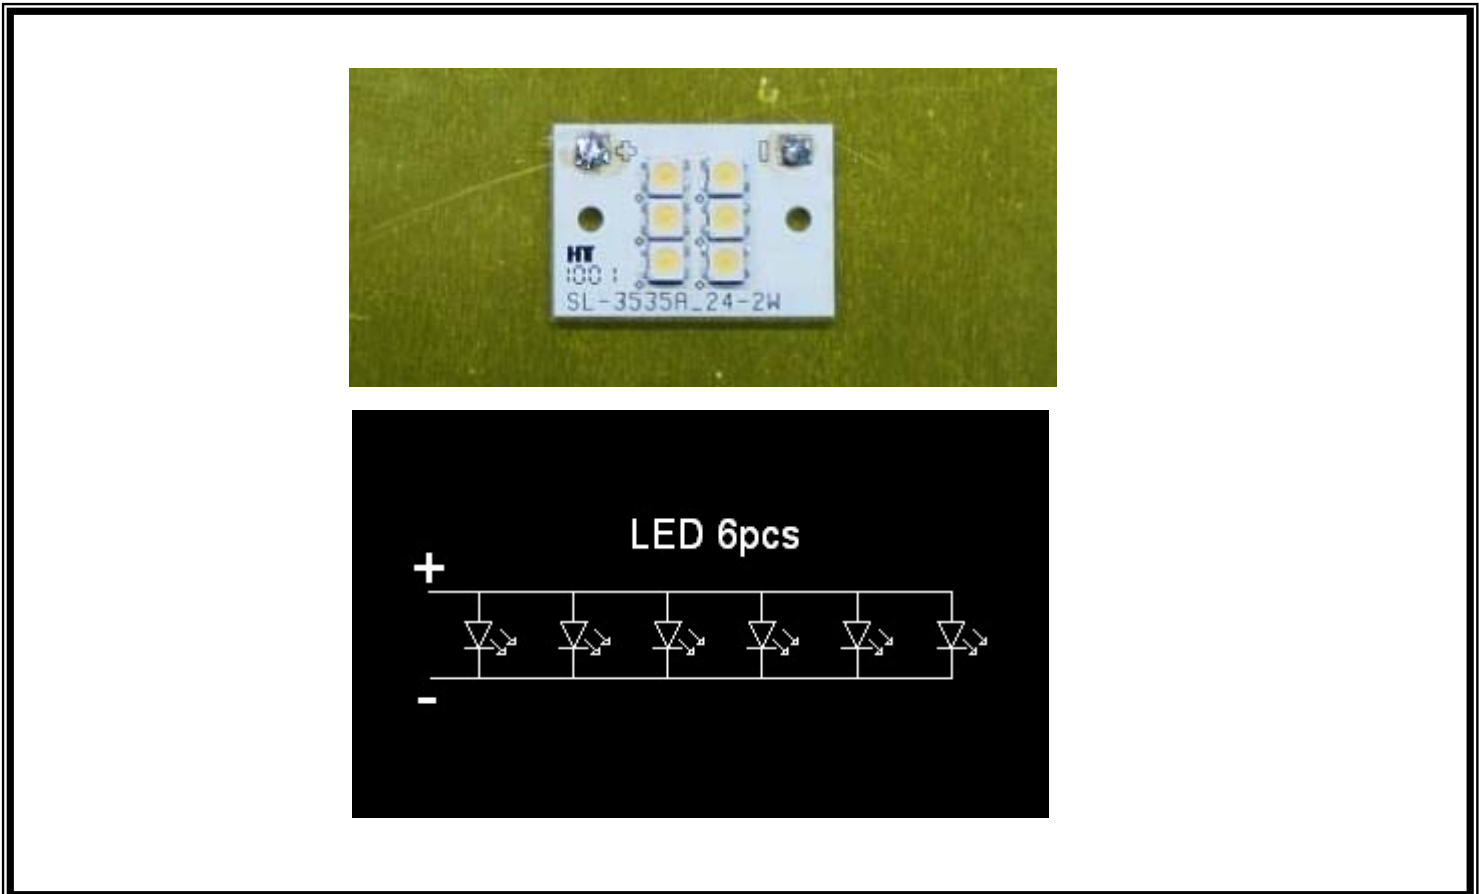 + -
HT
1001
SL-3535A_24-2W
LED 6pcs
+
-